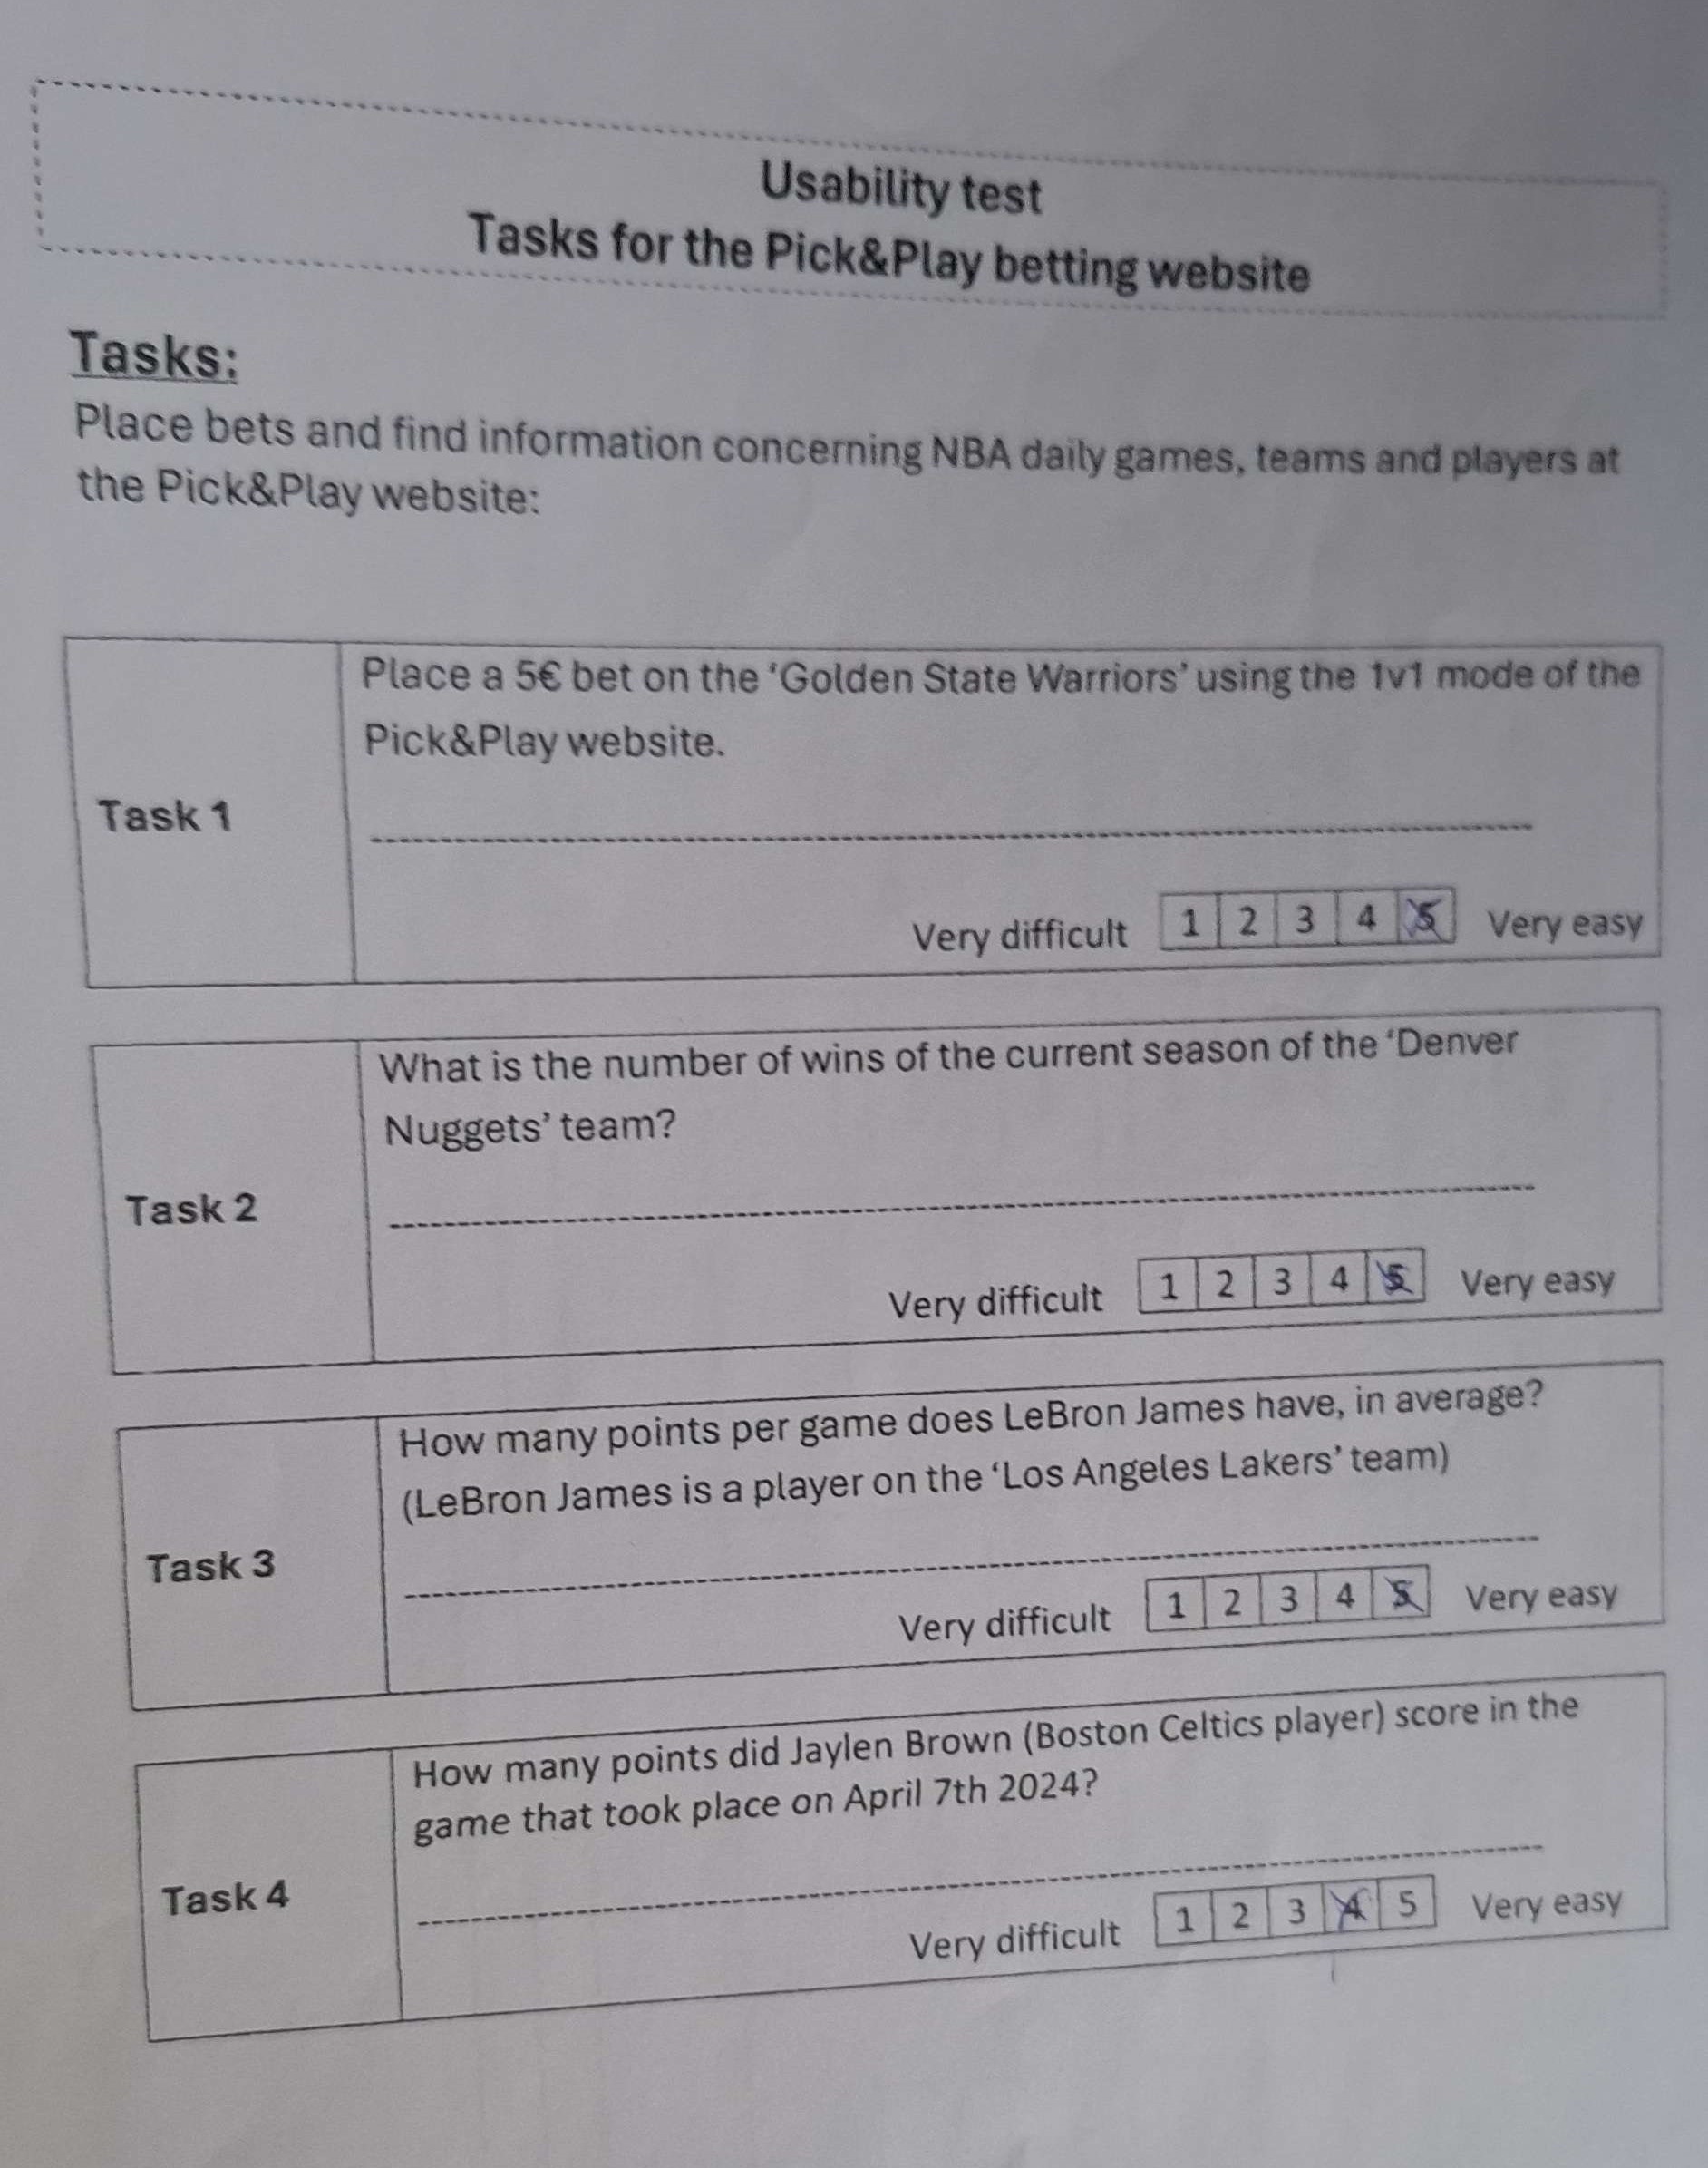 Usability test
Tasks for the Pick&Play betting website
Tasks:
Place bets and find information concerning NBA daily games, teams and players at
the Pick&Play website:
Task 1
Place a 5€ bet on the ‘Golden State Warriors’ using the 1v1 mode of the
Pick&Play website.
Very difficult 1 2 3 4 5 Very easy
Task 2
What is the number of wins of the current season of the ‘Denver
Nuggets’ team?
Very difficult 1 2 3 4 5 Very easy
Task 3
How many points per game does LeBron James have, in average?
(LeBron James is a player on the ‘Los Angeles Lakers’ team)
Very difficult 1 2 3 4 5 Very easy
Task 4
How many points did Jaylen Brown (Boston Celtics player) score in the
game that took place on April 7th 2024?
Very difficult 1 2 3 4 5 Very easy